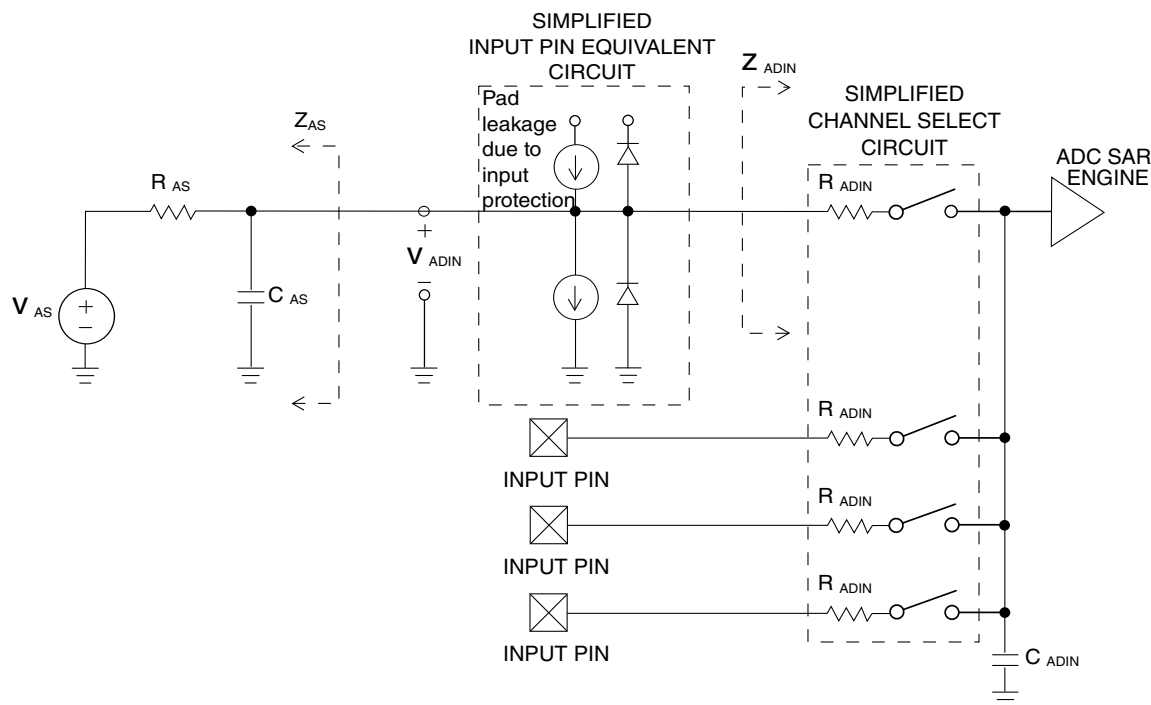 SIMPLIFIED
INPUT PIN EQUIVALENT
CIRCUIT
Pad
leakage
due to
input
protection
Z ADIN
SIMPLIFIED
CHANNEL SELECT
CIRCUIT
ADC SAR
ENGINE
ZAS
R AS
R ADIN
+
V ADIN
–
C AS
V AS
+
–
R ADIN
INPUT PIN
R ADIN
INPUT PIN
R ADIN
INPUT PIN
C ADIN